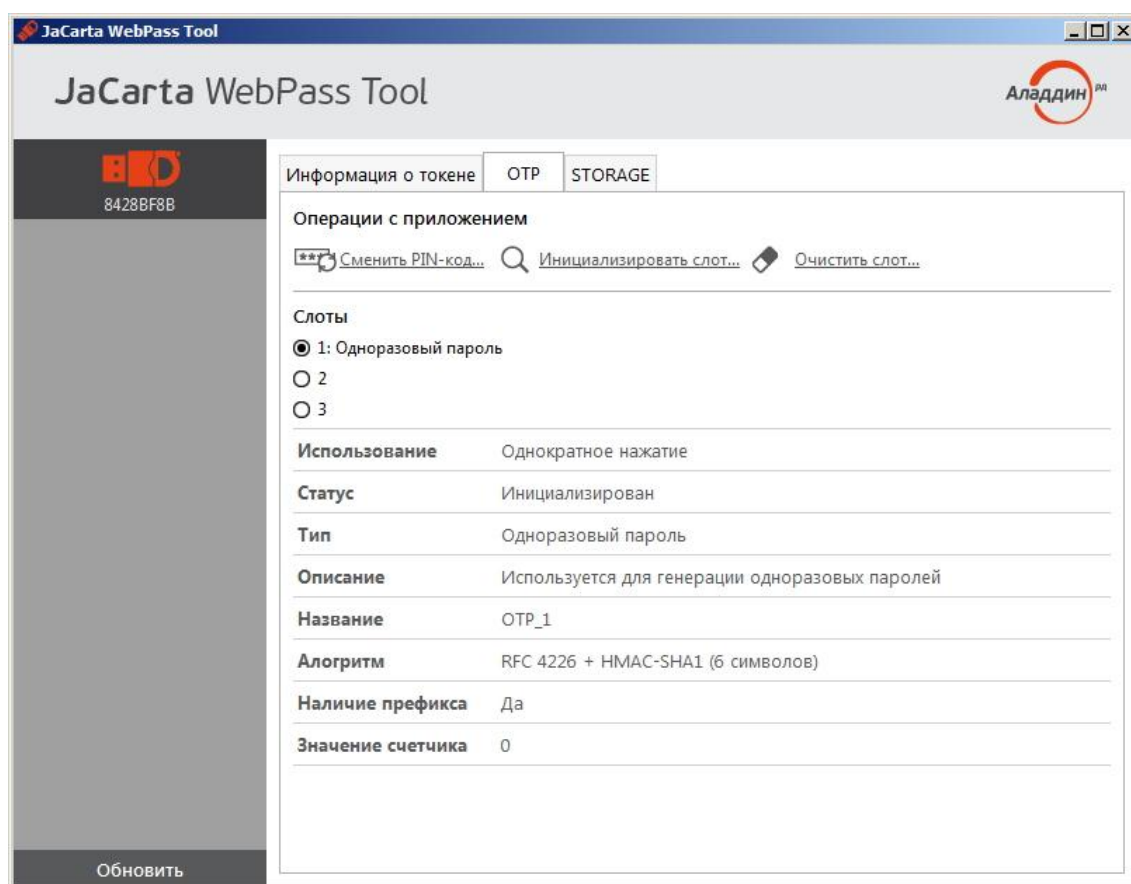 JaCarta WebPass Tool
JaCarta WebPass Tool
Аладдин РД
8428BF8B
Информация о токене OTP STORAGE
Операции с приложением
Сменить PIN-код... Инициализировать слот... Очистить слот...
Слоты
1: Одноразовый пароль
2
3
Использование Однократное нажатие
Статус Инициализирован
Тип Одноразовый пароль
Описание Используется для генерации одноразовых паролей
Название OTP_1
Алогритм RFC 4226 + HMAC-SHA1 (6 символов)
Наличие префикса Да
Значение счетчика 0
Обновить